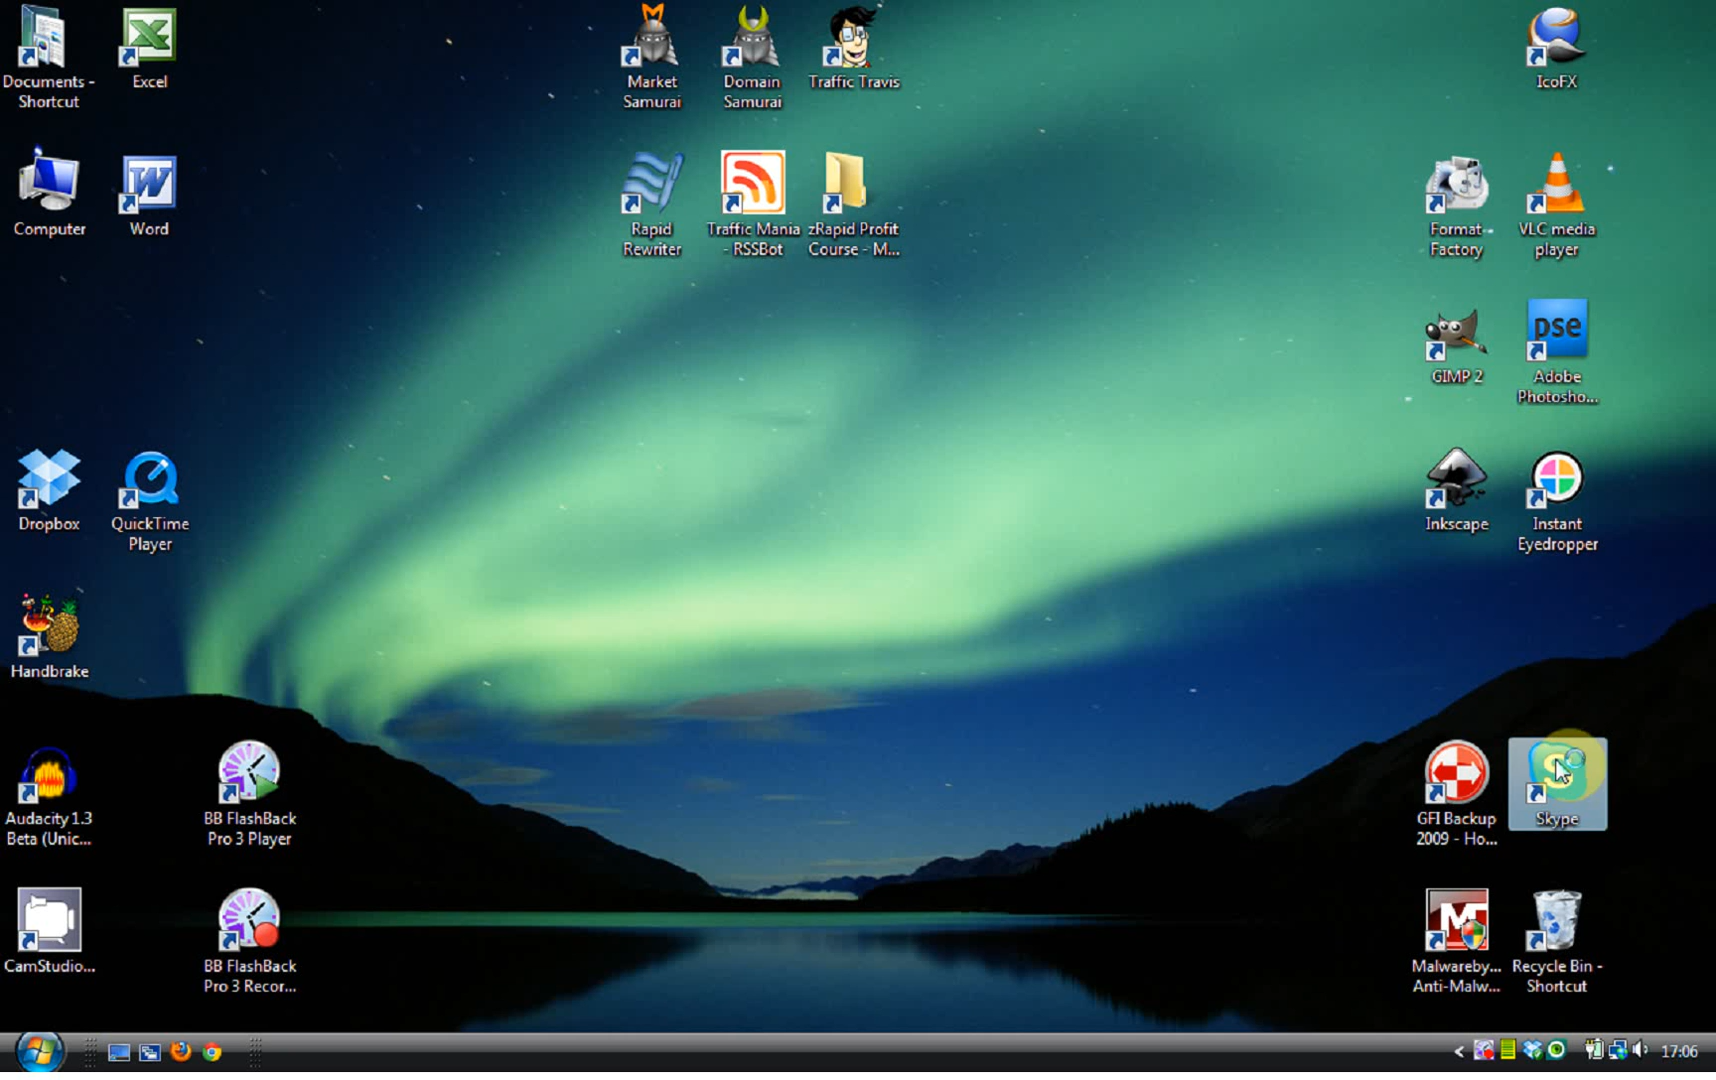 Documents -
Shortcut
Excel
Market
Samurai
Domain
Samurai
Traffic Travis
IcoFX
Computer
Word
Rapid
Rewriter
Traffic Mania
- RSSBot
zRapid Profit
Course - M...
Format
Factory
VLC media
player
GIMP 2
pse
Adobe
Photosho...
Dropbox
QuickTime
Player
Inkscape
Instant
Eyedropper
Handbrake
Audacity 1.3
Beta (Unic...
BB FlashBack
Pro 3 Player
GFI Backup
2009 - Ho...
Skype
CamStudio...
BB FlashBack
Pro 3 Recor...
Malwareby...
Anti-Malw...
Recycle Bin -
Shortcut
17:06